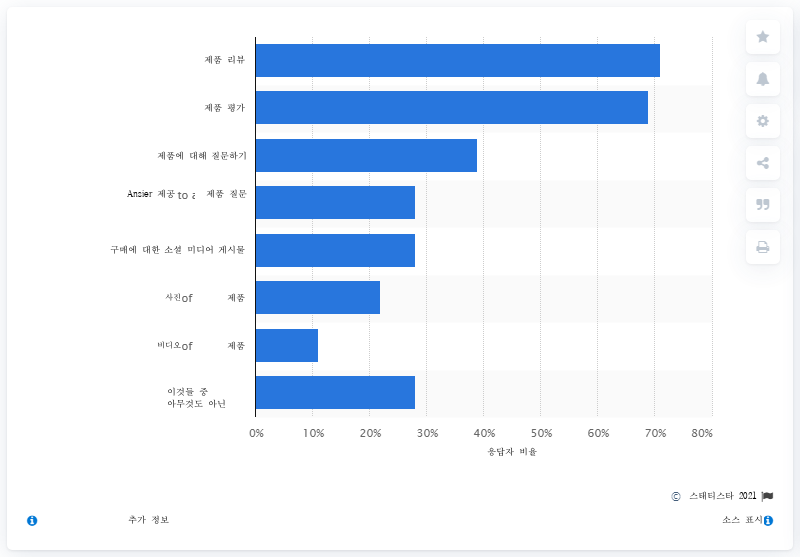 제품 리뷰
제품 평가
제품에 대해 질문하기
Ansier 제공 to a 제품 질문
구매에 대한 소셜 미디어 게시물
사진of 제품
비디오of 제품
이것들 중
아무것도 아닌
0% 10% 20% 30% 40% 50% 60% 70% 80%
응답자 비율
© 스태티스타 2021
추가 정보 소스 표시